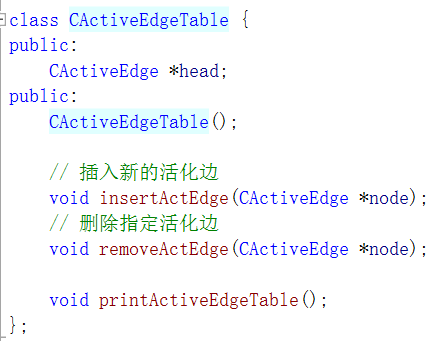 class CActiveEdgeTable {
public:
    CActiveEdge *head;
public:
    CActiveEdgeTable();

    // 插入新的活化边
    void insertActEdge(CActiveEdge *node);
    // 删除指定活化边
    void removeActEdge(CActiveEdge *node);

    void printActiveEdgeTable();
};